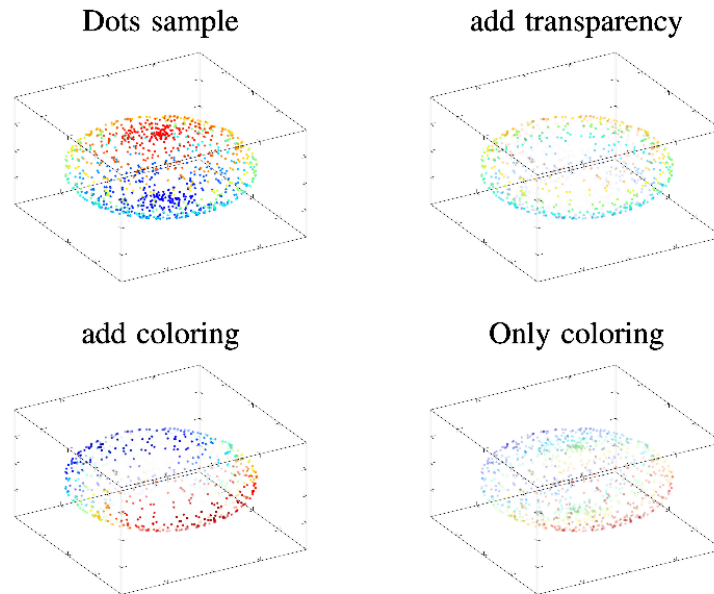 Dots sample
add transparency
add coloring
Only coloring